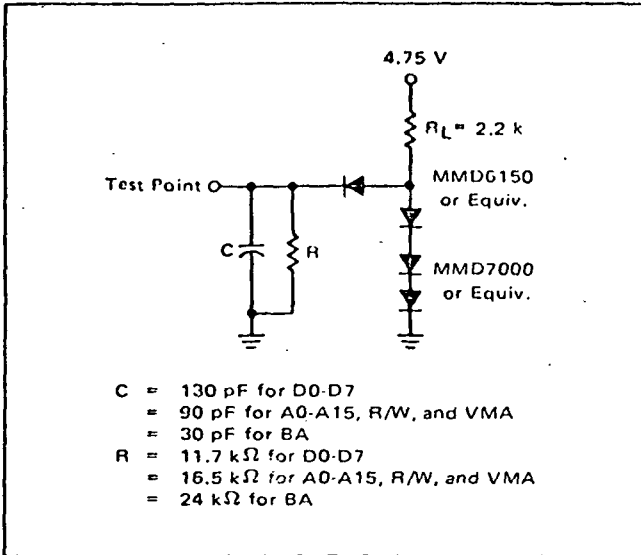 4.75 V
RL= 2.2 k
Test Point
MMD6150
or Equiv.
C
R
MMD7000
or Equiv.
C = 130 pF for D0-D7
= 90 pF for A0-A15, R/W, and VMA
= 30 pF for BA
R = 11.7 kΩ for D0-D7
= 16.5 kΩ for A0-A15, R/W, and VMA
= 24 kΩ for BA